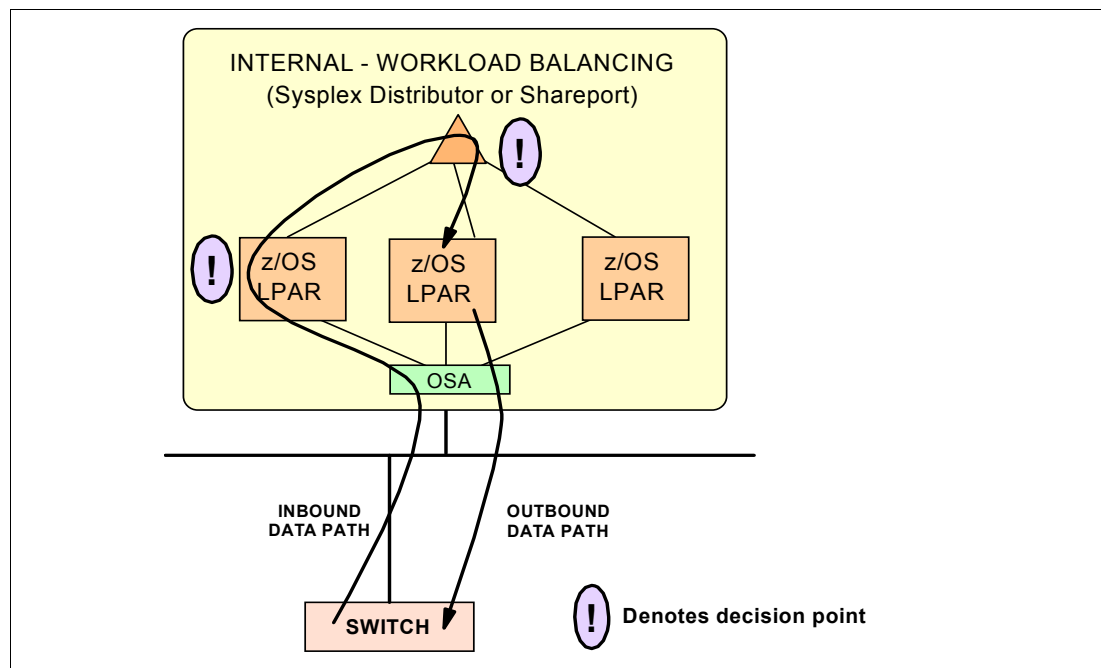 INTERNAL - WORKLOAD BALANCING
(Sysplex Distributor or Shareport)
!
!
z/OS
LPAR
z/OS
LPAR
z/OS
LPAR
OSA
INBOUND
DATA PATH
OUTBOUND
DATA PATH
SWITCH
!
Denotes decision point